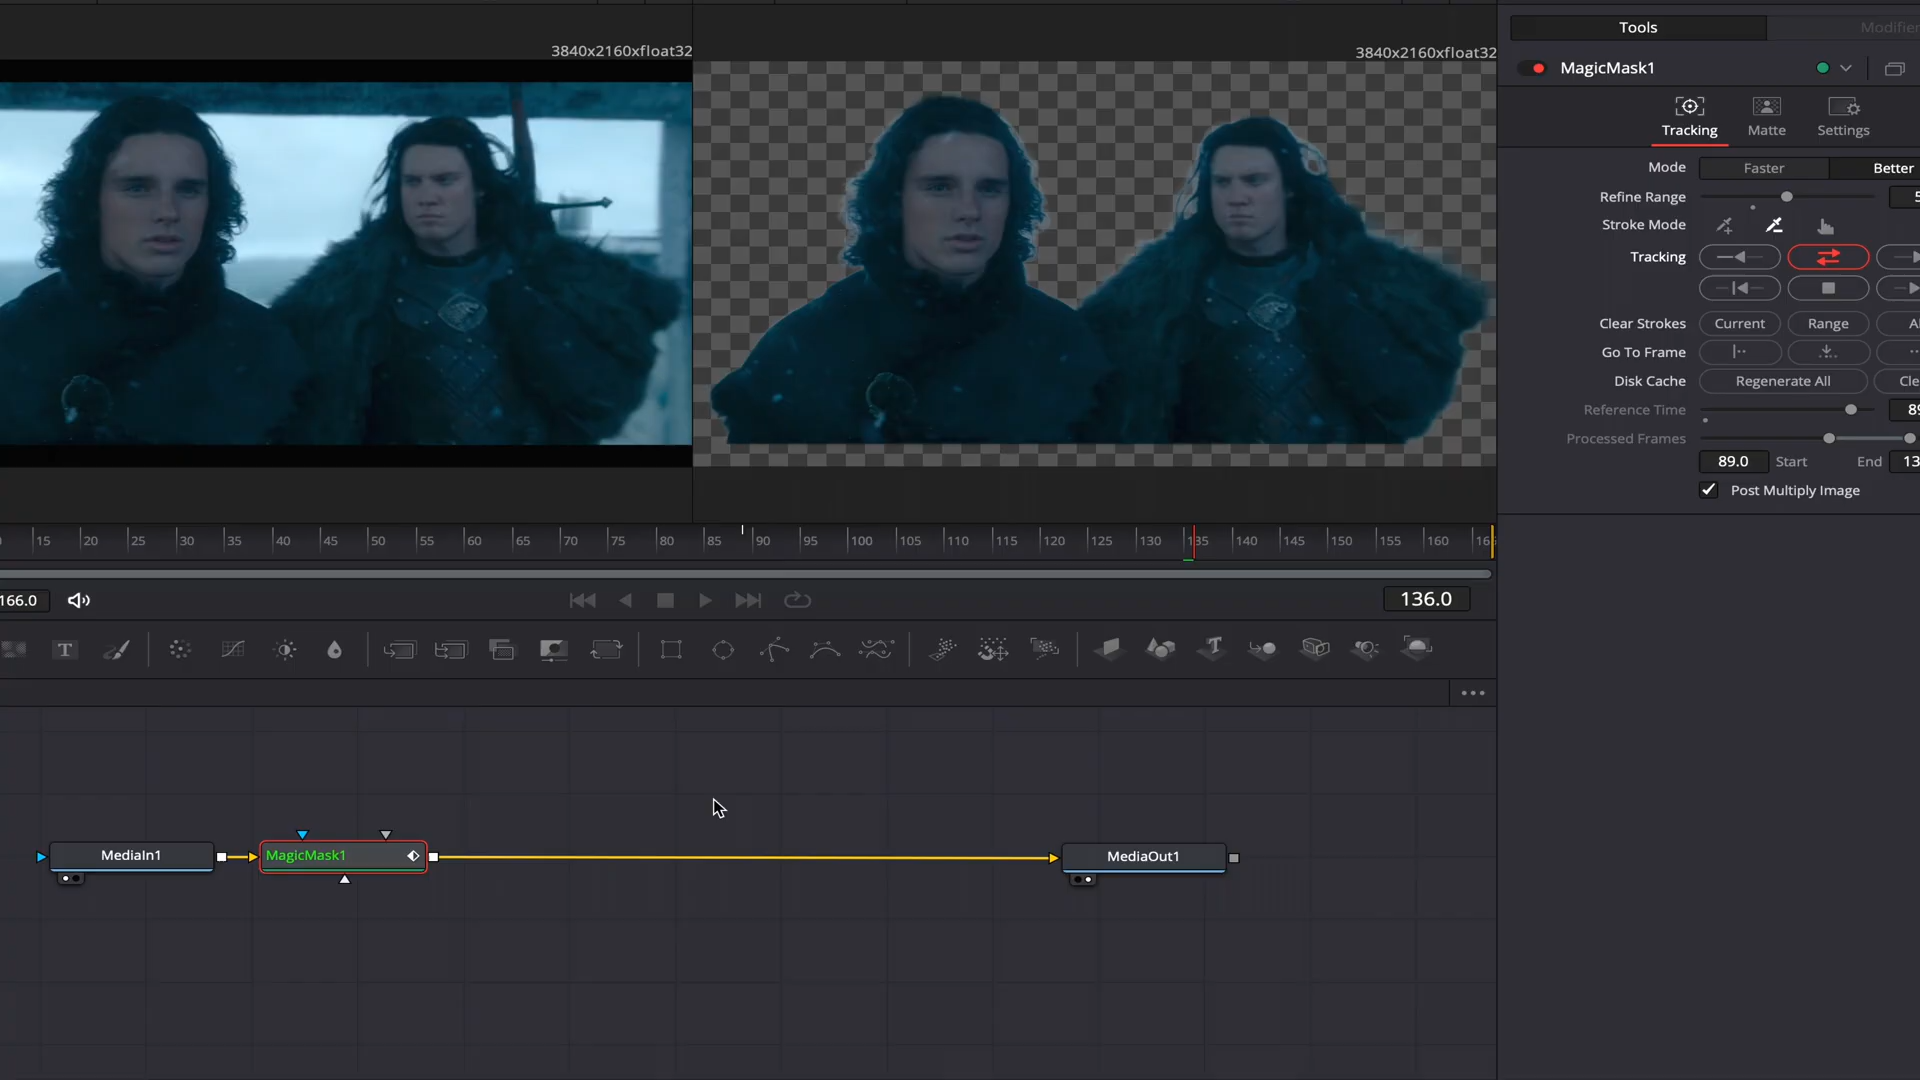 Tools Modifier
3840x2160xfloat32 3840x2160xfloat32
MagicMask1
Tracking Matte Settings
Mode Faster Better
Refine Range 5
Stroke Mode
Tracking
Clear Strokes Current Range Al
Go To Frame
Disk Cache Regenerate All Cle
Reference Time 89
Processed Frames
89.0 Start End 13
Post Multiply Image
15 20 25 30 35 40 45 50 55 60 65 70 75 80 85 90 95 100 105 110 115 120 125 130 135 140 145 150 155 160 16
166.0 136.0
MediaIn1 MagicMask1 MediaOut1